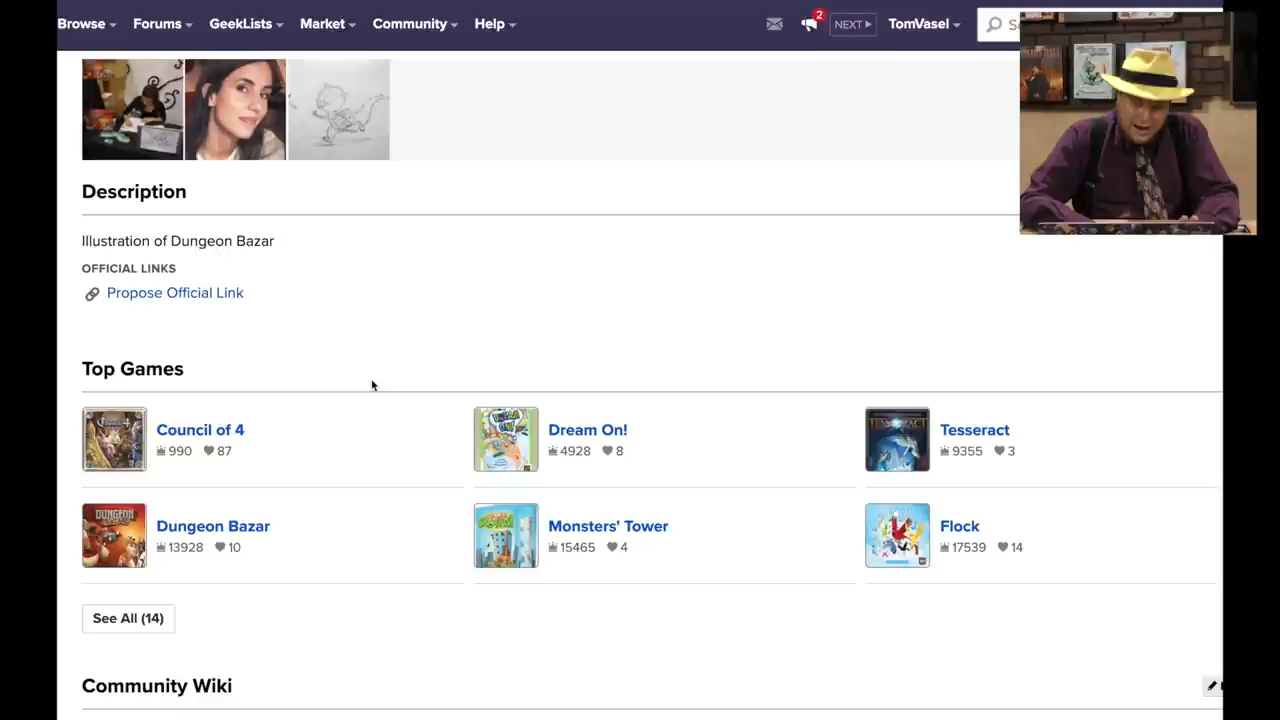 Browse Forums GeekLists Market Community Help 2 NEXT TomVasel
Description
Illustration of Dungeon Bazar
OFFICIAL LINKS
Propose Official Link
Top Games
Council of 4
990 87
Dream On!
4928 8
Tesseract
9355 3
Dungeon Bazar
13928 10
Monsters' Tower
15465 4
Flock
17539 14
See All (14)
Community Wiki